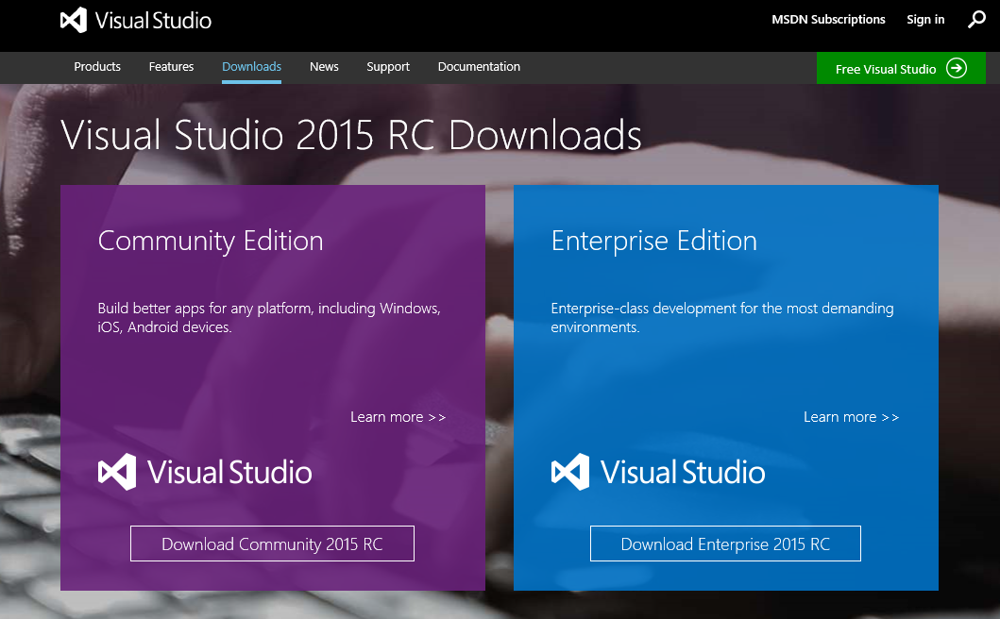 Visual Studio
MSDN Subscriptions
Sign in
Products
Features
Downloads
News
Support
Documentation
Free Visual Studio
Visual Studio 2015 RC Downloads
Community Edition
Build better apps for any platform, including Windows,
iOS, Android devices.
Learn more >>
Visual Studio
Download Community 2015 RC
Enterprise Edition
Enterprise-class development for the most demanding
environments.
Learn more >>
Visual Studio
Download Enterprise 2015 RC